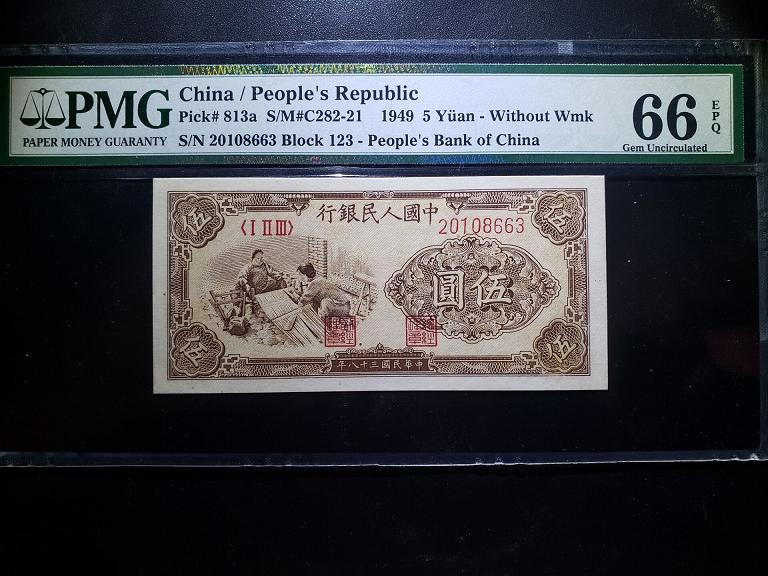 PMG
PAPER MONEY GUARANTY
China / People's Republic
Pick# 813a S/M#C282-21 1949 5 Yüan - Without Wmk
S/N 20108663 Block 123 - People's Bank of China
66 EPQ
Gem Uncirculated
行銀民人國中
〈I II III〉
20108663
伍
伍
圓伍
伍
伍
年八十三國民華中